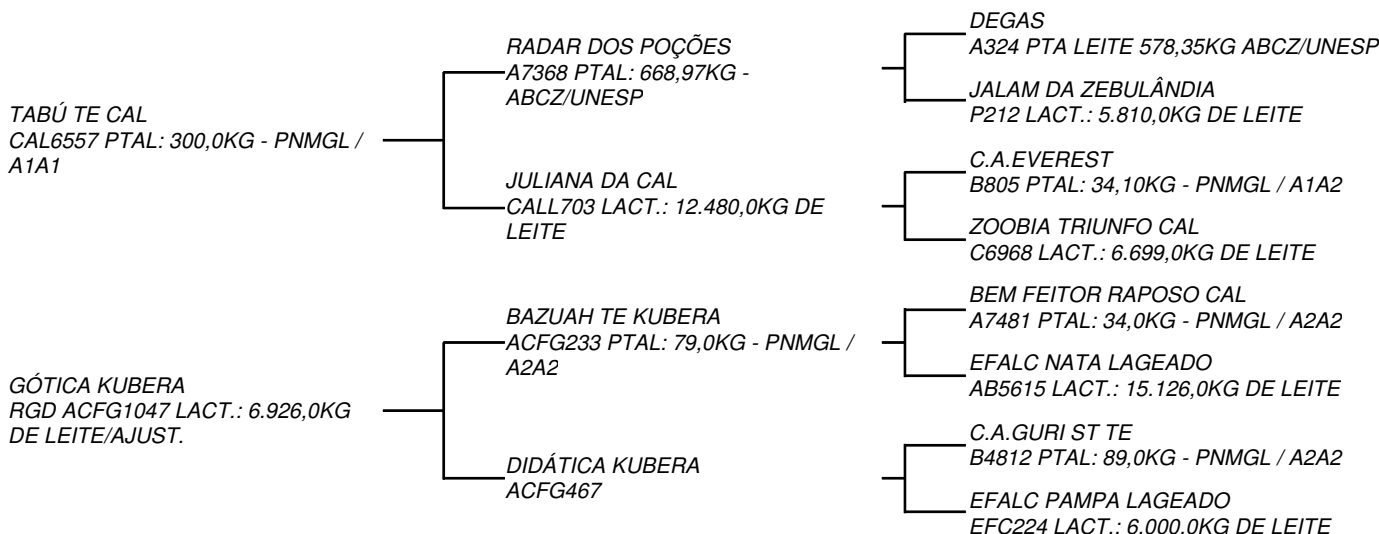 TABÚ TE CAL
CAL6557 PTAL: 300,0KG - PNMGL /
A1A1
GÓTICA KUBERA
RGD ACFG1047 LACT.: 6.926,0KG
DE LEITE/AJUST.
RADAR DOS POÇÕES
A7368 PTAL: 668,97KG -
ABCZ/UNESP
JULIANA DA CAL
CALL703 LACT.: 12.480,0KG DE
LEITE
BAZUAH TE KUBERA
ACFG233 PTAL: 79,0KG - PNMGL /
A2A2
DIDÁTICA KUBERA
ACFG467
DEGAS
A324 PTA LEITE 578,35KG ABCZ/UNESP
JALAM DA ZEBULÂNDIA
P212 LACT.: 5.810,0KG DE LEITE
C.A.EVEREST
B805 PTAL: 34,10KG - PNMGL / A1A2
ZOOBIA TRIUNFO CAL
C6968 LACT.: 6.699,0KG DE LEITE
BEM FEITOR RAPOSO CAL
A7481 PTAL: 34,0KG - PNMGL / A2A2
EFALC NATA LAGEADO
AB5615 LACT.: 15.126,0KG DE LEITE
C.A.GURI ST TE
B4812 PTAL: 89,0KG - PNMGL / A2A2
EFALC PAMPA LAGEADO
EFC224 LACT.: 6.000,0KG DE LEITE